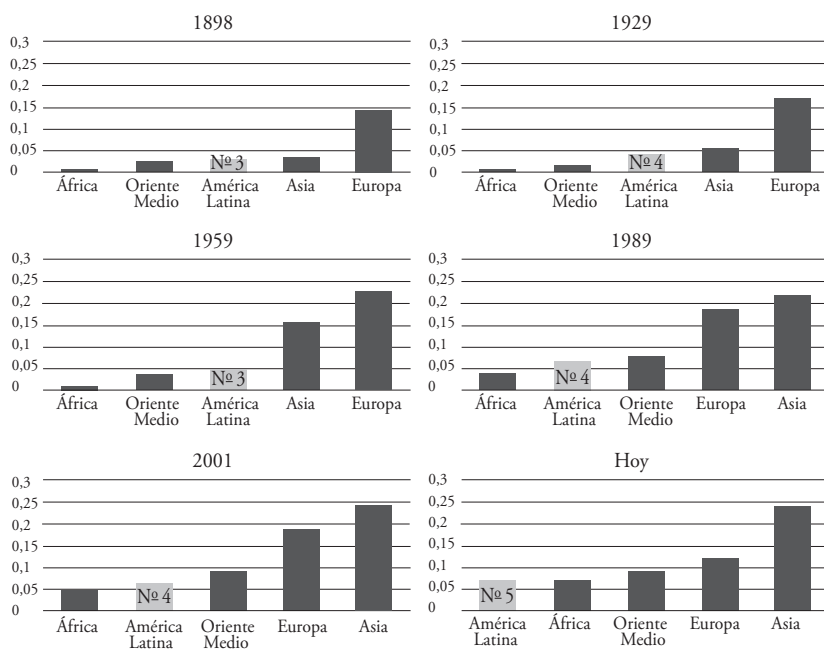 1898
0,3
0,25
0,2
0,15
0,1
0,05
0
Nº 3
África
Oriente
Medio
América
Latina
Asia
Europa
1929
0,3
0,25
0,2
0,15
0,1
0,05
0
Nº 4
África
Oriente
Medio
América
Latina
Asia
Europa
1959
0,3
0,25
0,2
0,15
0,1
0,05
0
Nº 3
África
Oriente
Medio
América
Latina
Asia
Europa
1989
0,3
0,25
0,2
0,15
0,1
0,05
0
Nº 4
África
América
Latina
Oriente
Medio
Europa
Asia
2001
0,3
0,25
0,2
0,15
0,1
0,05
0
Nº 4
África
América
Latina
Oriente
Medio
Europa
Asia
Hoy
0,3
0,25
0,2
0,15
0,1
0,05
0
Nº 5
América
Latina
África
Oriente
Medio
Europa
Asia